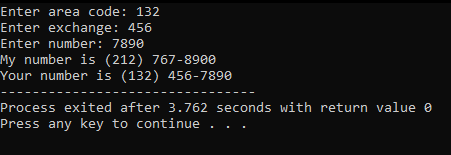 Enter area code: 132
Enter exchange: 456
Enter number: 7890
My number is (212) 767-8900
Your number is (132) 456-7890
--------------------------------
Process exited after 3.762 seconds with return value 0
Press any key to continue . . .